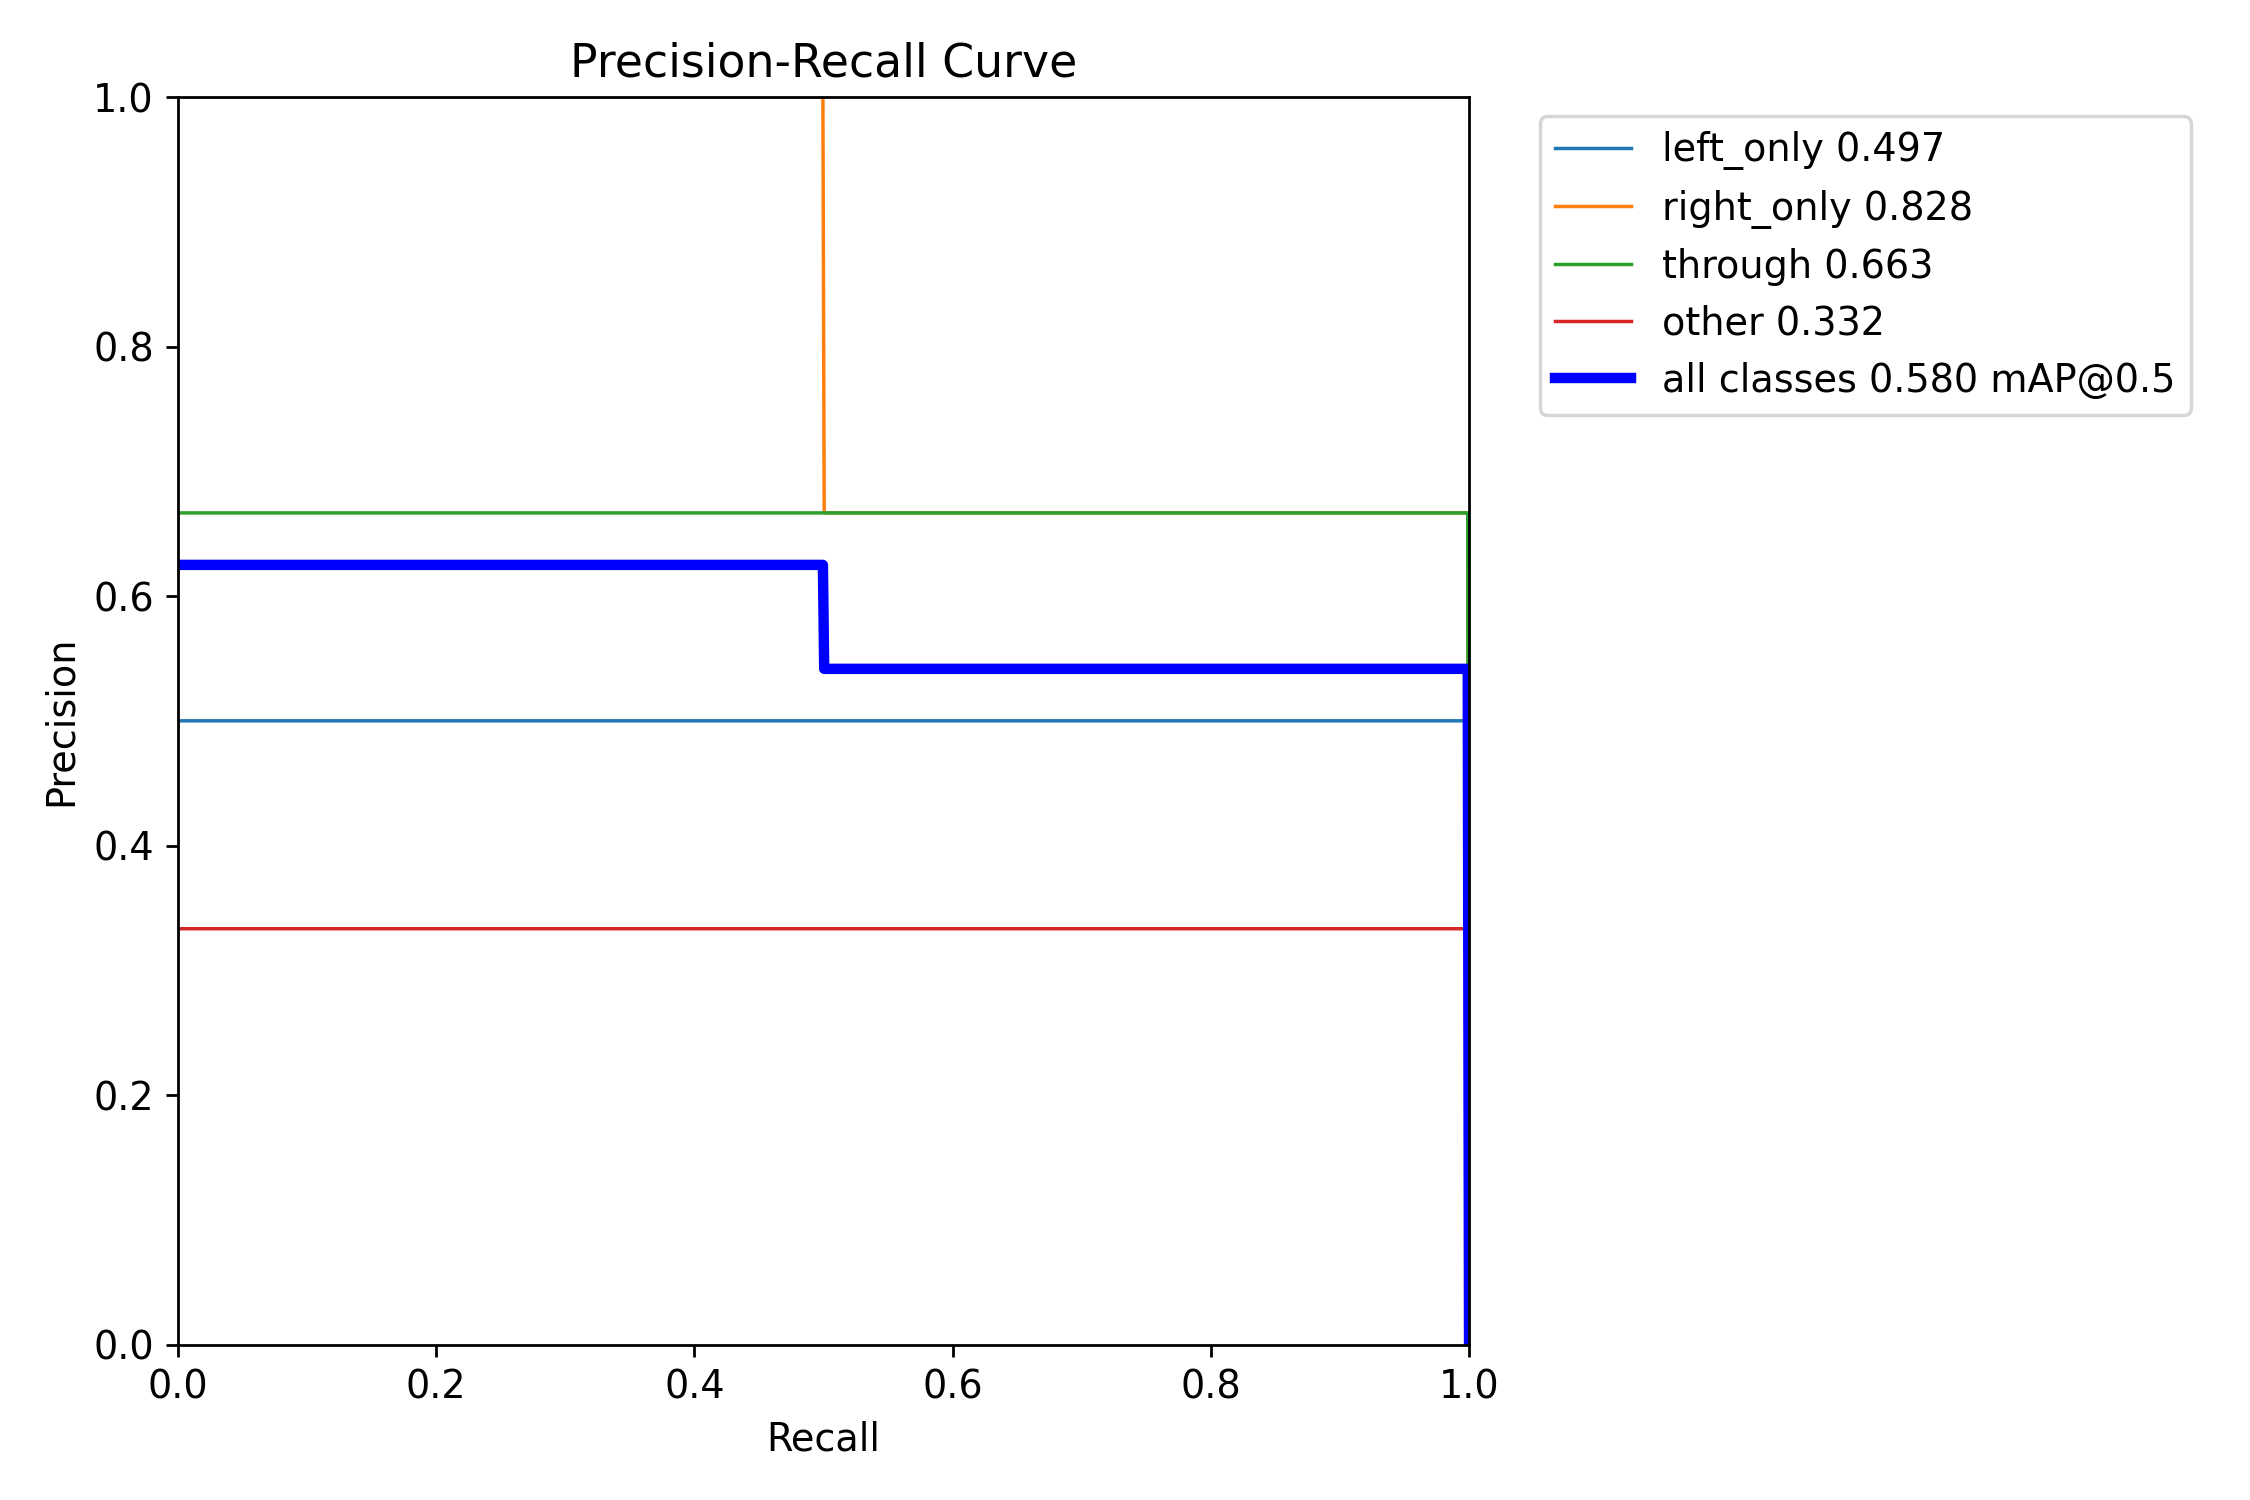 Precision-Recall Curve
1.0
0.8
0.6
0.4
0.2
0.0
Precision
0.0 0.2 0.4 0.6 0.8 1.0
Recall
left_only 0.497
right_only 0.828
through 0.663
other 0.332
all classes 0.580 mAP@0.5